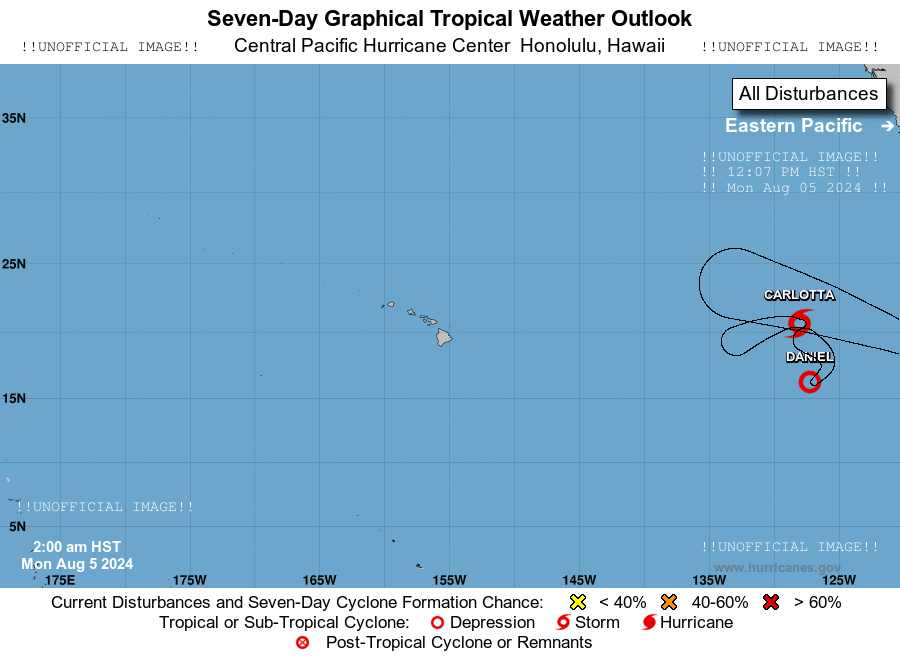 Seven-Day Graphical Tropical Weather Outlook
!!UNOFFICIAL IMAGE!! Central Pacific Hurricane Center Honolulu, Hawaii !!UNOFFICIAL IMAGE!!
All Disturbances
35N
Eastern Pacific ➔
!!UNOFFICIAL IMAGE!!
!! 12:07 PM HST !!
!! Mon Aug 05 2024 !!
25N
CARLOTTA
DANIEL
15N
!!UNOFFICIAL IMAGE!!
5N
2:00 am HST
Mon Aug 5 2024
!!UNOFFICIAL IMAGE!!
www.hurricanes.gov
175E 175W 165W 155W 145W 135W 125W
Current Disturbances and Seven-Day Cyclone Formation Chance: < 40% 40-60% > 60%
Tropical or Sub-Tropical Cyclone: Depression Storm Hurricane
Post-Tropical Cyclone or Remnants